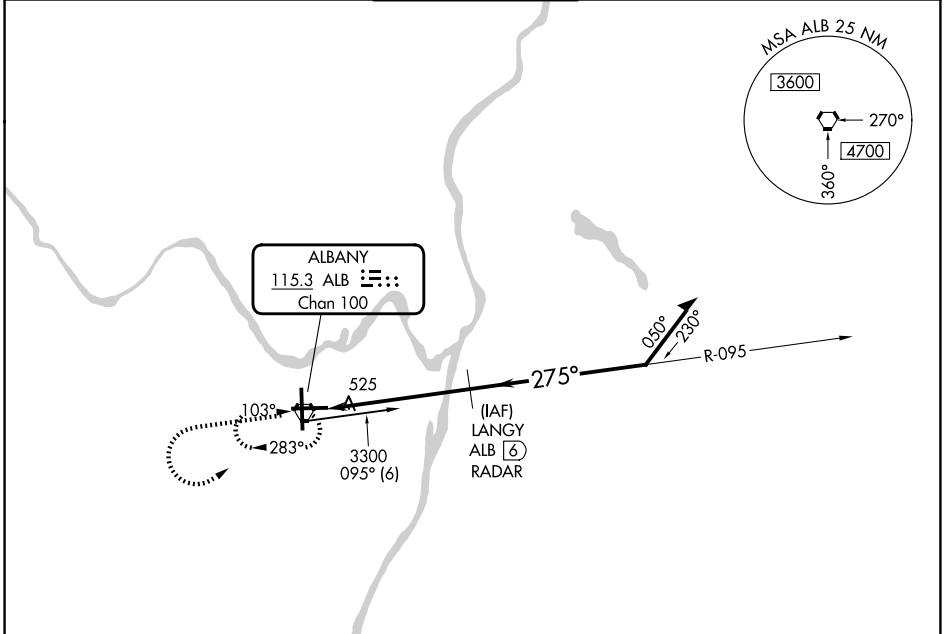 MSA ALB 25 NM
3600
270°
4700
360°
ALBANY
115.3 ALB
Chan 100
050°
230°
R-095
275°
525
103°
283°
3300
095° (6)
(IAF)
LANGY
ALB 6
RADAR